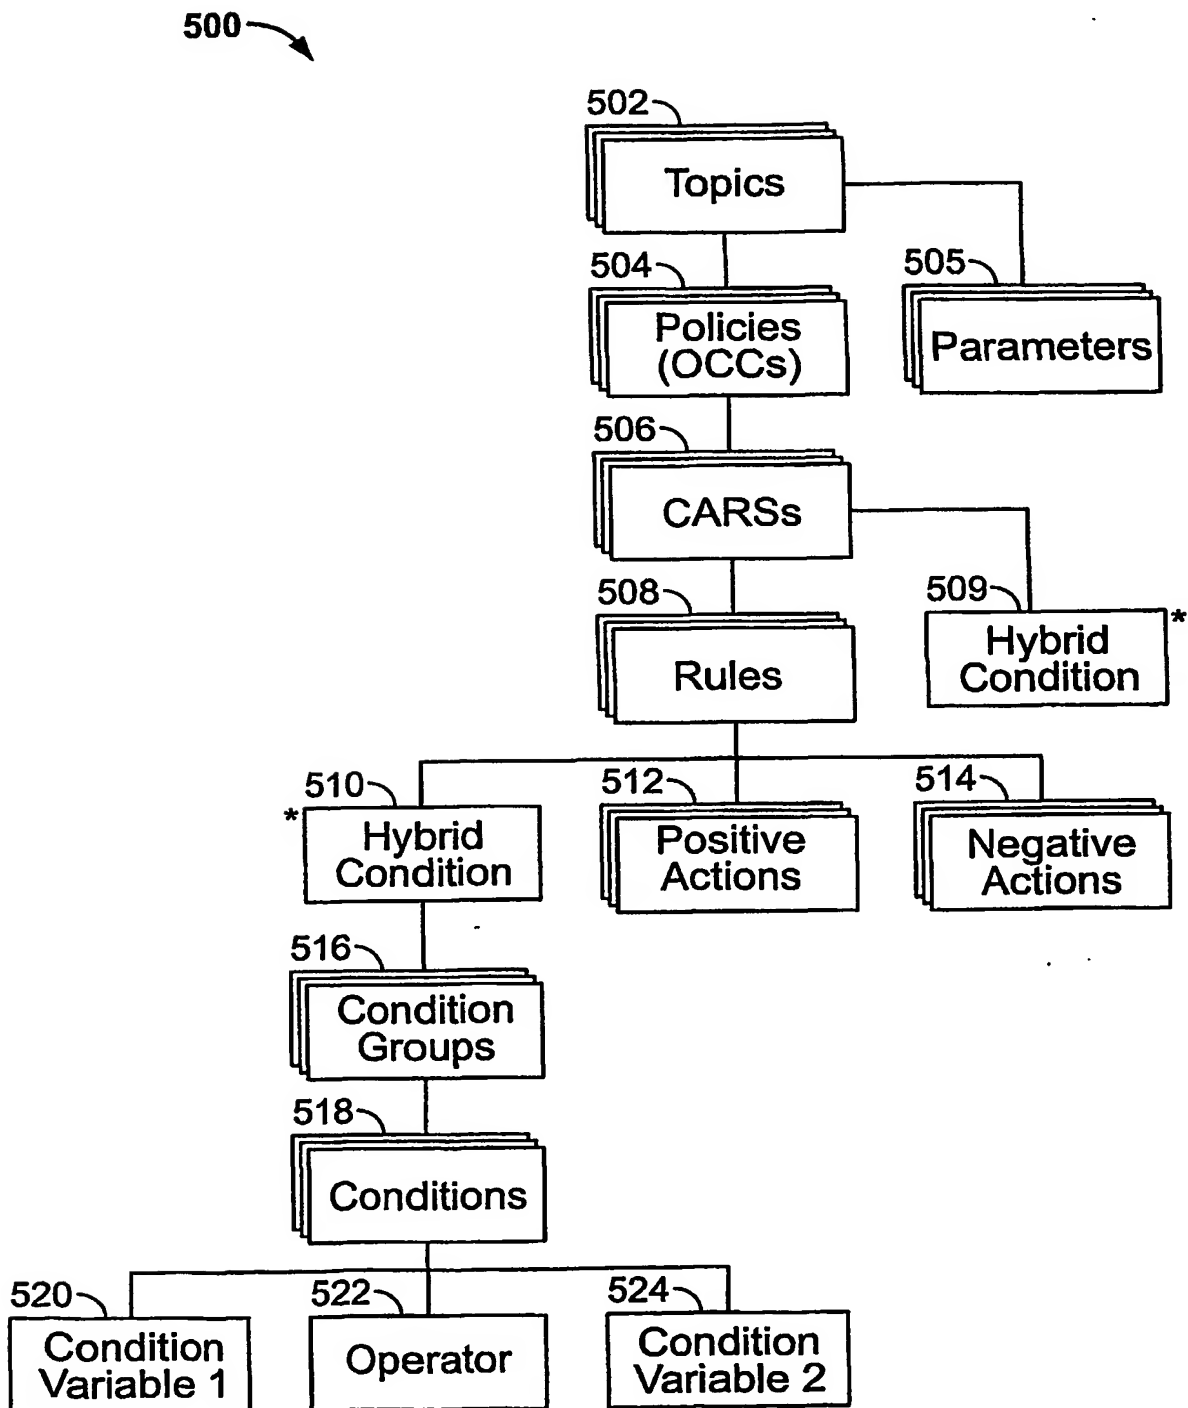 500
502
Topics
504
505
Policies
(OCCs)
Parameters
506
CARSs
508
509
Rules
Hybrid
Condition
*
510
512
514
*
Hybrid
Condition
Positive
Actions
Negative
Actions
516
Condition
Groups
518
Conditions
520
522
524
Condition
Variable 1
Operator
Condition
Variable 2